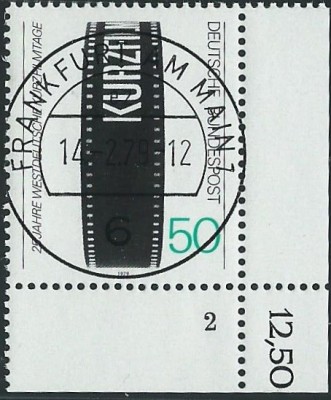 25 JAHRE WESTDEUTSCHE KURZFILMTAGE
KURZFILM
DEUTSCHE BUNDESPOST
FRANKFURT AM MAIN 1
14.-2.79-12
6
50
1979
2
12,50